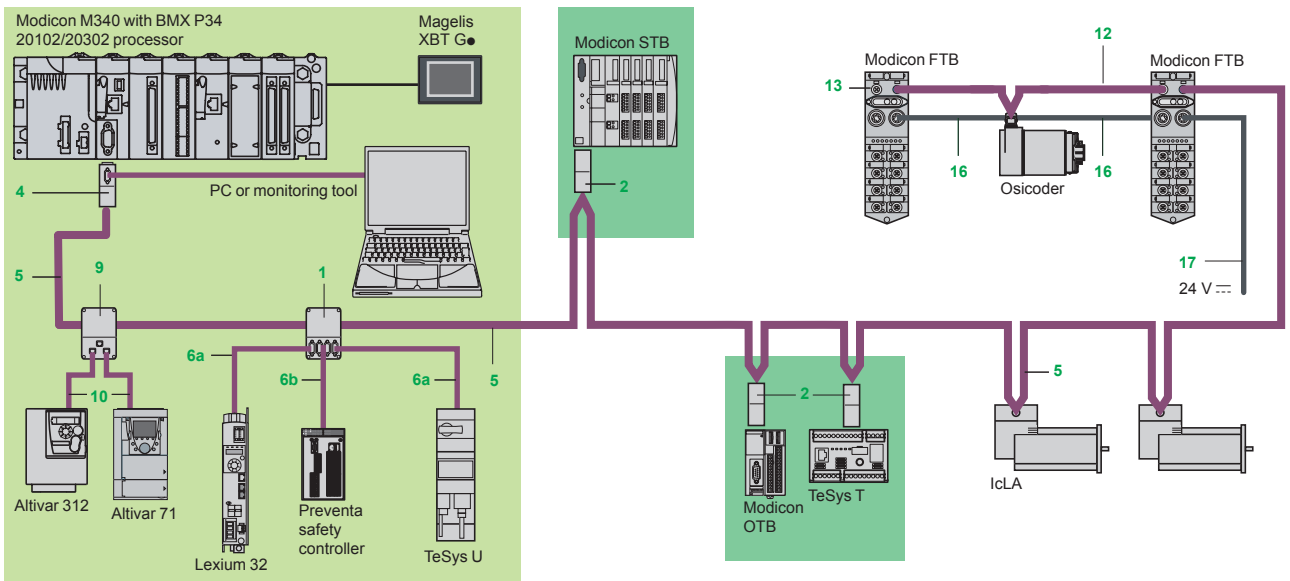 Modicon M340 with BMX P34
20102/20302 processor
Magelis
XBT G●
Modicon STB
12
Modicon FTB
Modicon FTB
13
4
PC or monitoring tool
2
16
Osicoder
16
5
9
1
17
24 V
6a
6b
6a
5
10
2
5
Altivar 312
Altivar 71
Lexium 32
Preventa
safety
controller
TeSys U
Modicon
OTB
TeSys T
IcLA